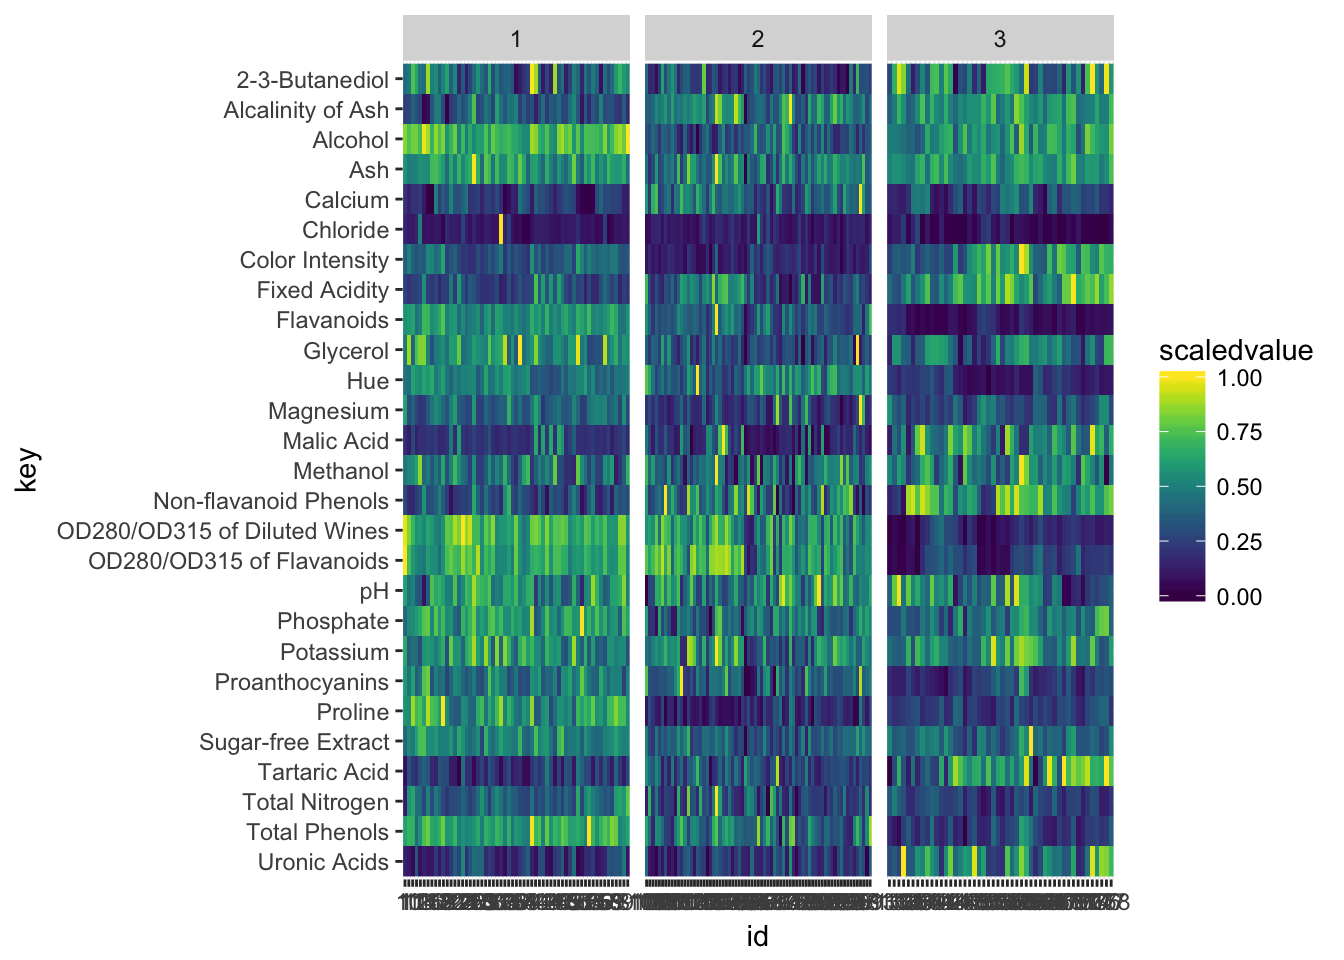 1
2
3
2-3-Butanediol
Alcalinity of Ash
Alcohol
Ash
Calcium
Chloride
Color Intensity
Fixed Acidity
Flavanoids
Glycerol
Hue
Magnesium
Malic Acid
Methanol
Non-flavanoid Phenols
OD280/OD315 of Diluted Wines
OD280/OD315 of Flavanoids
pH
Phosphate
Potassium
Proanthocyanins
Proline
Sugar-free Extract
Tartaric Acid
Total Nitrogen
Total Phenols
Uronic Acids
key
id
scaledvalue
1.00
0.75
0.50
0.25
0.00